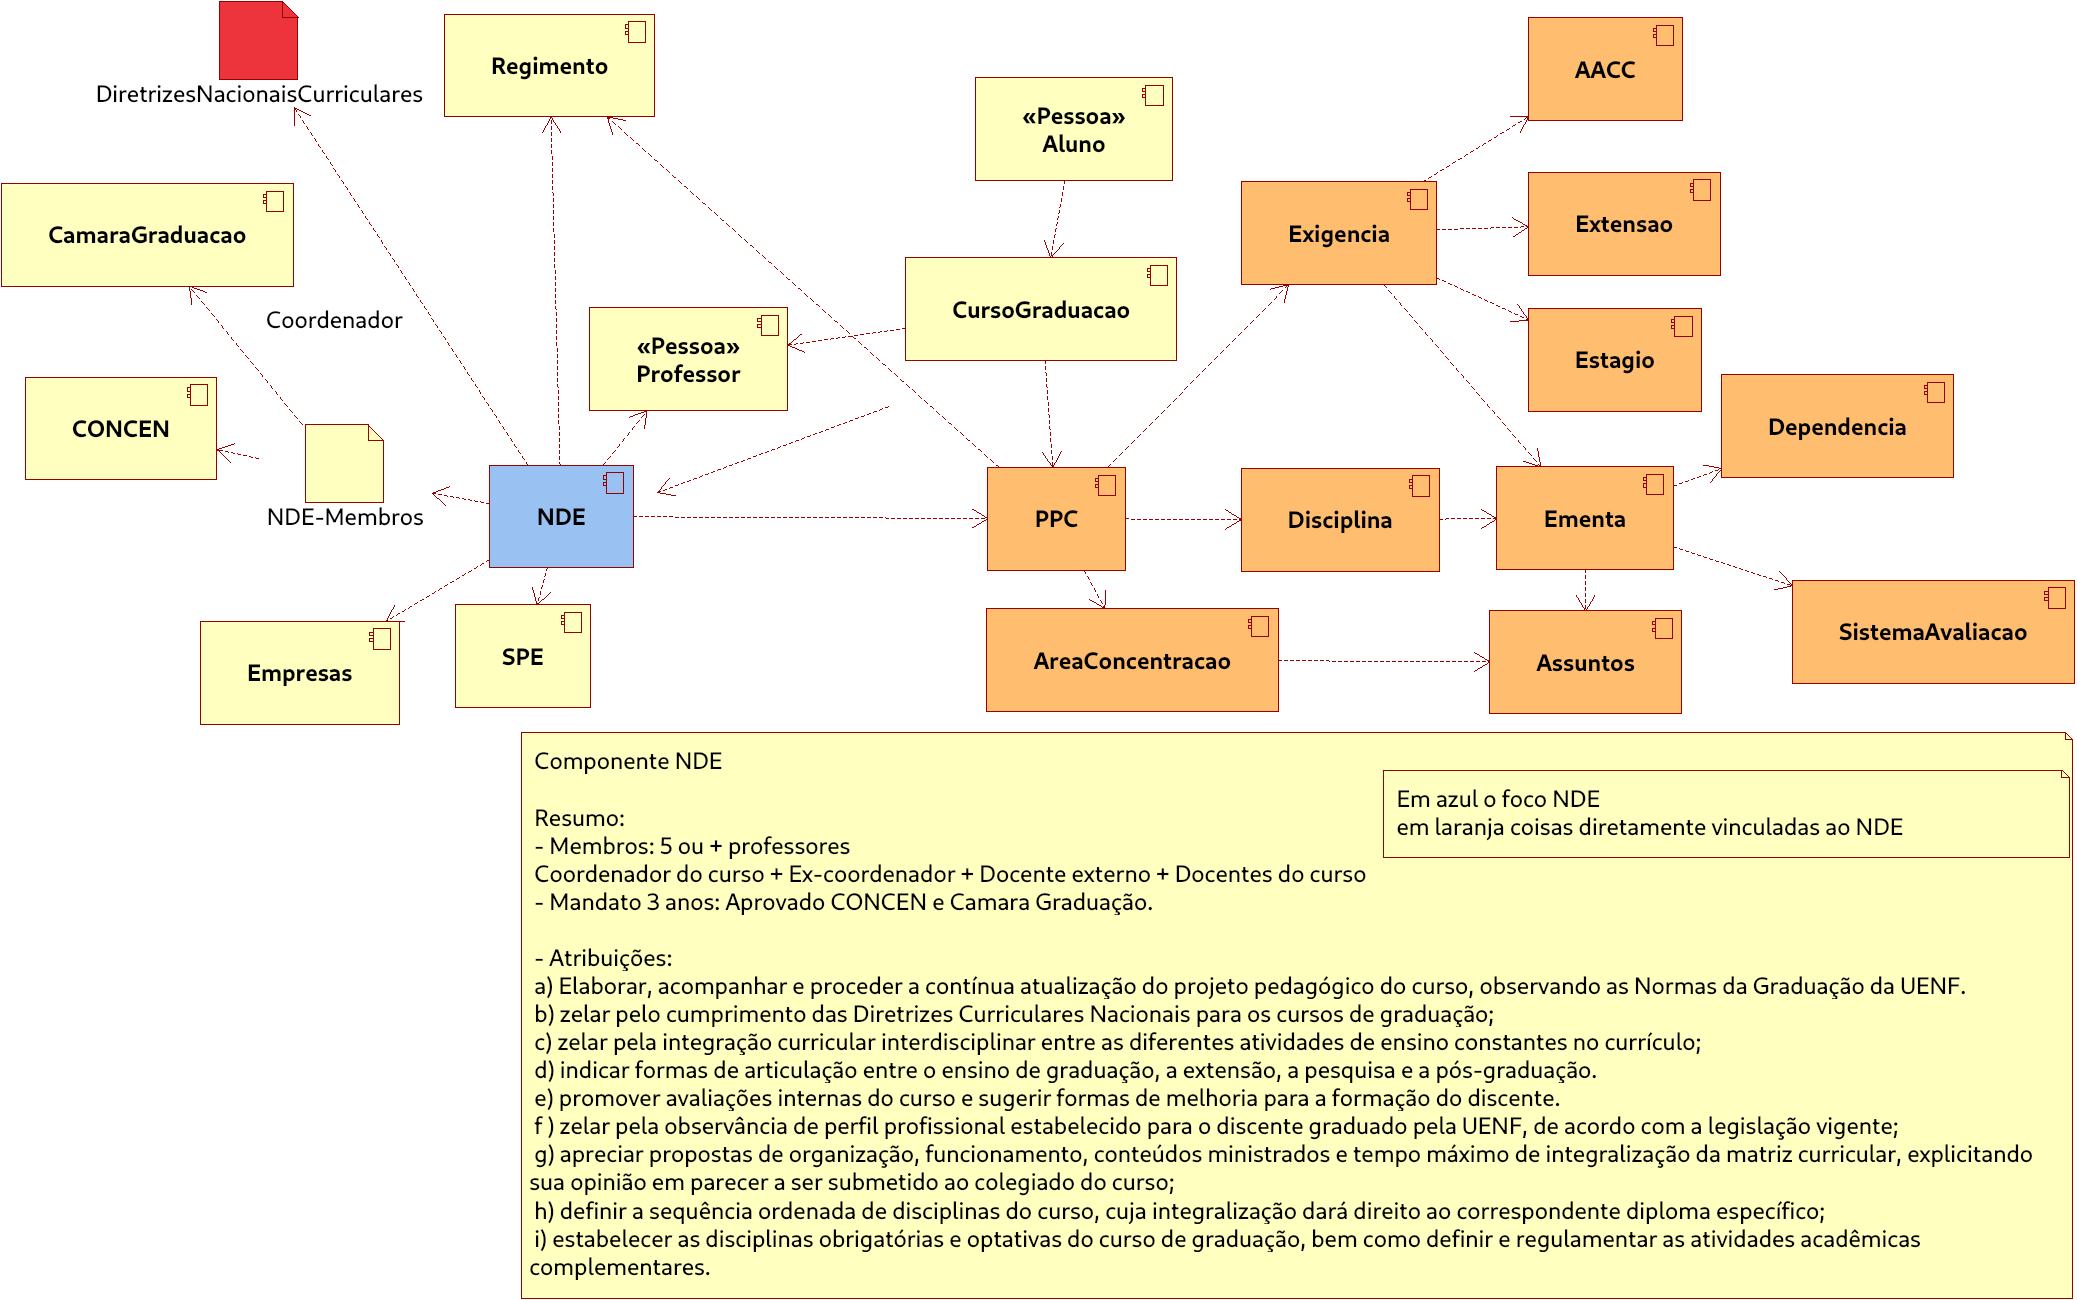 DiretrizesNacionaisCurriculares
Regimento
AACC
«Pessoa»
Aluno
CamaraGraduacao
Exigencia
Extensao
Coordenador
«Pessoa»
Professor
CursoGraduacao
Estagio
CONCEN
Dependencia
NDE-Membros
NDE
PPC
Disciplina
Ementa
Empresas
SPE
AreaConcentracao
Assuntos
SistemaAvaliacao
Componente NDE
Em azul o foco NDE
em laranja coisas diretamente vinculadas ao NDE
Resumo:
- Membros: 5 ou + professores
Coordenador do curso + Ex-coordenador + Docente externo + Docentes do curso
- Mandato 3 anos: Aprovado CONCEN e Camara Graduação.
- Atribuições:
a) Elaborar, acompanhar e proceder a contínua atualização do projeto pedagógico do curso, observando as Normas da Graduação da UENF.
b) zelar pelo cumprimento das Diretrizes Curriculares Nacionais para os cursos de graduação;
c) zelar pela integração curricular interdisciplinar entre as diferentes atividades de ensino constantes no currículo;
d) indicar formas de articulação entre o ensino de graduação, a extensão, a pesquisa e a pós-graduação.
e) promover avaliações internas do curso e sugerir formas de melhoria para a formação do discente.
f ) zelar pela observância de perfil profissional estabelecido para o discente graduado pela UENF, de acordo com a legislação vigente;
g) apreciar propostas de organização, funcionamento, conteúdos ministrados e tempo máximo de integralização da matriz curricular, explicitando
sua opinião em parecer a ser submetido ao colegiado do curso;
h) definir a sequência ordenada de disciplinas do curso, cuja integralização dará direito ao correspondente diploma específico;
i) estabelecer as disciplinas obrigatórias e optativas do curso de graduação, bem como definir e regulamentar as atividades acadêmicas
complementares.